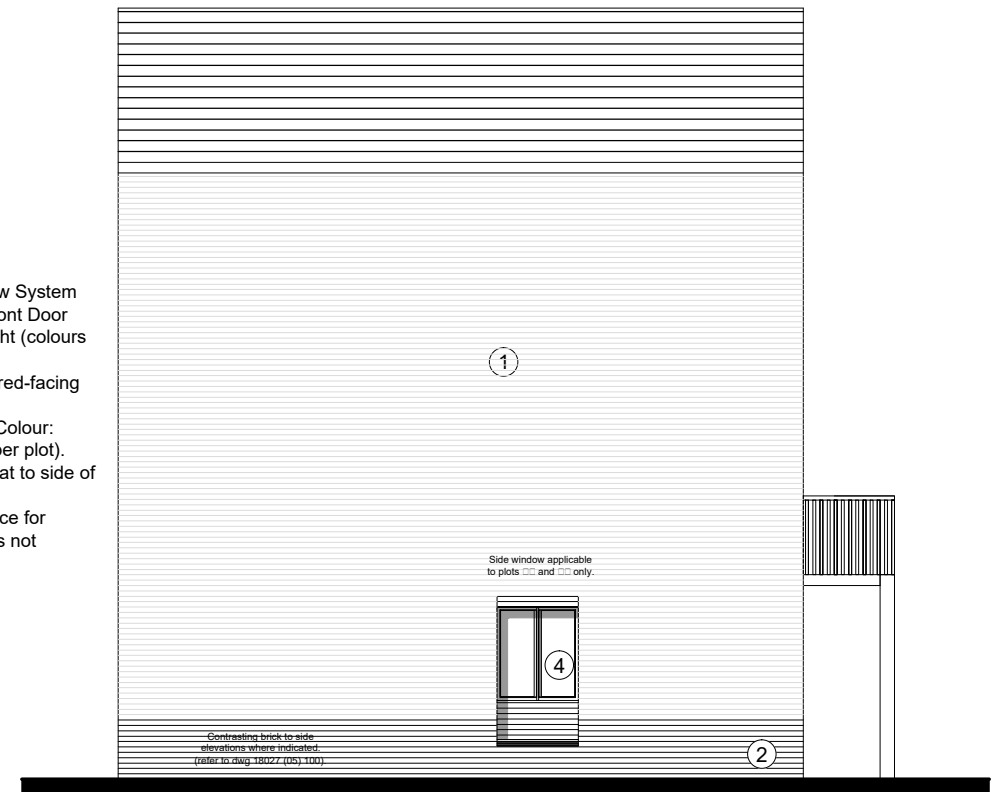 w System
ont Door
ht (colours
red-facing
Colour:
per plot).
at to side of
ce for
s not
1
Side window applicable
to plots □□ and □□ only.
4
Contrasting brick to side
elevations where indicated.
(refer to dwg 18027 (05) 100).
2